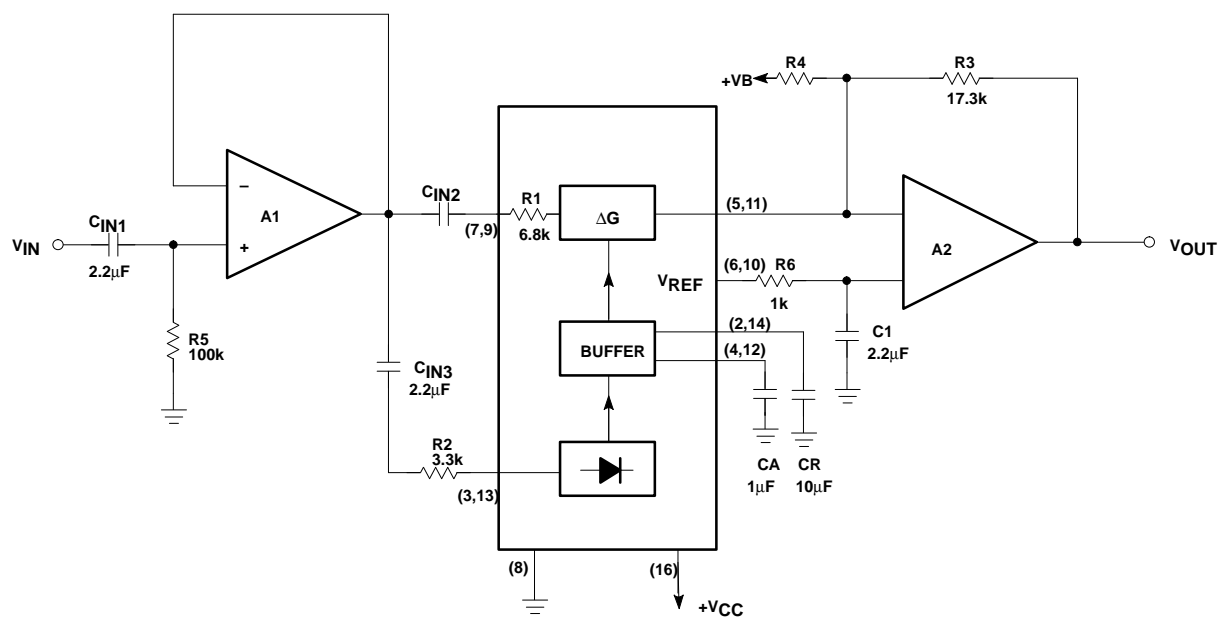 R4
R3
+VB
17.3k
CIN2
R1
A1
ΔG
(5,11)
CIN1
(7,9)
6.8k
A2
VIN
VOUT
2.2μF
(6,10)
R6
VREF
1k
R5
100k
(2,14)
C1
BUFFER
(4,12)
2.2μF
CIN3
2.2μF
R2
3.3k
CA
CR
(3,13)
1μF
10μF
(8)
(16)
+VCC
−
+